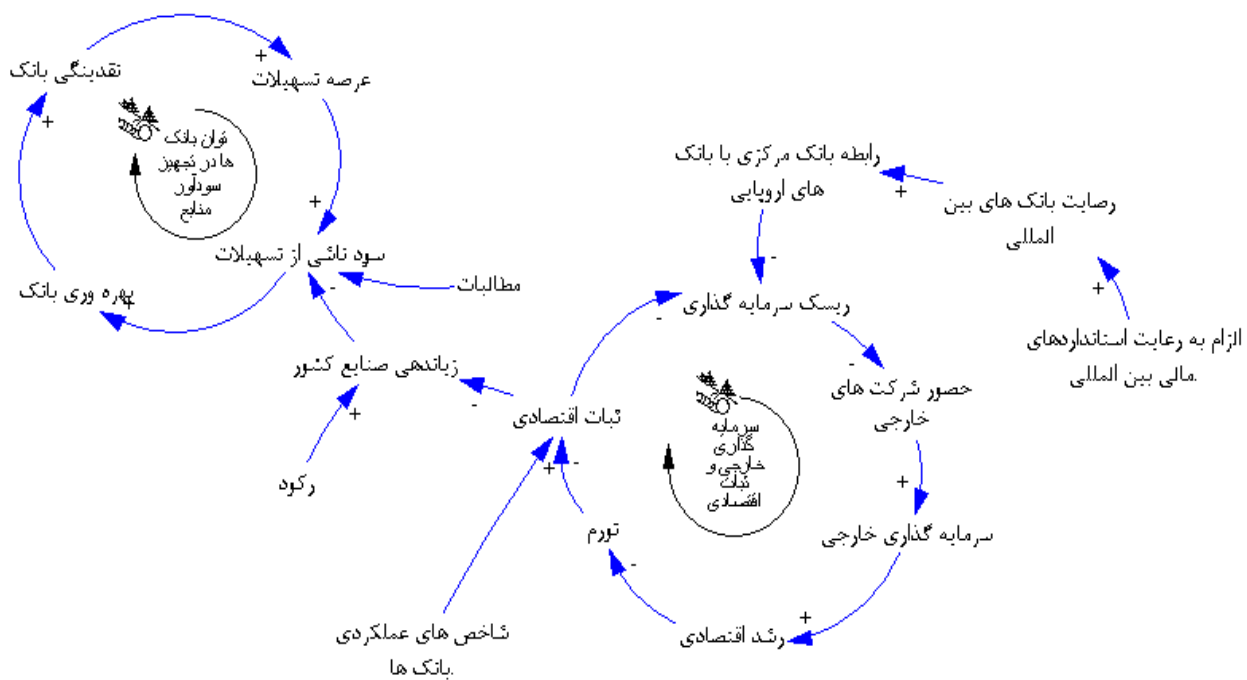 نقدینگی بانک
عرضه تسهیلات
توان بانک
ها در تجهیز
سودآور
منابع
سود ناشی از تسهیلات
بهره وری بانک
مطالبات
زیاندهی صنایع کشور
رکود
ثبات اقتصادی
رابطه بانک مرکزی با بانک
های اروپایی
رضایت بانک های بین
المللی
الزام به رعایت استانداردهای
مالی بین المللی.
ریسک سرمایه گذاری
حضور شرکت های
خارجی
سرمایه
گذاری
خارجی و
ثبات
اقتصادی
سرمایه گذاری خارجی
تورم
رشد اقتصادی
شاخص های عملکردی
بانک ها.